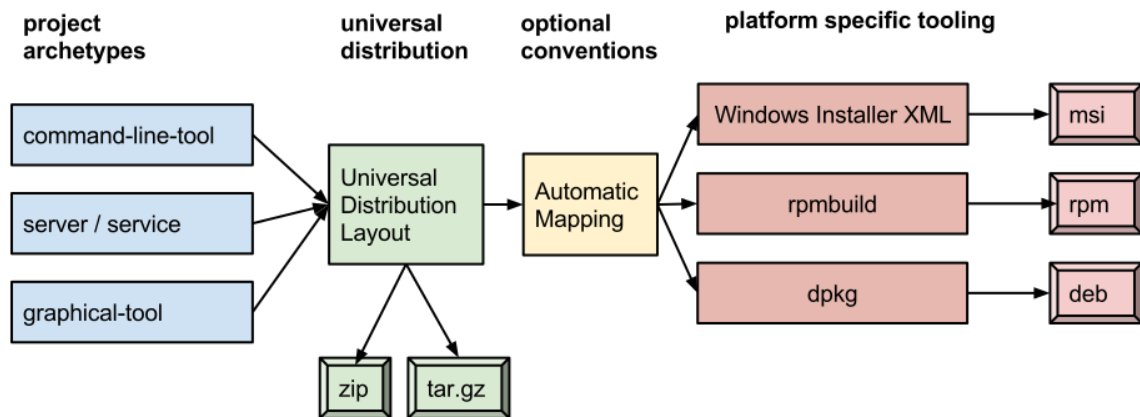 project
archetypes
universal
distribution
optional
conventions
platform specific tooling
command-line-tool
server / service
graphical-tool
Universal
Distribution
Layout
Automatic
Mapping
Windows Installer XML
msi
rpmbuild
rpm
dpkg
deb
zip
tar.gz